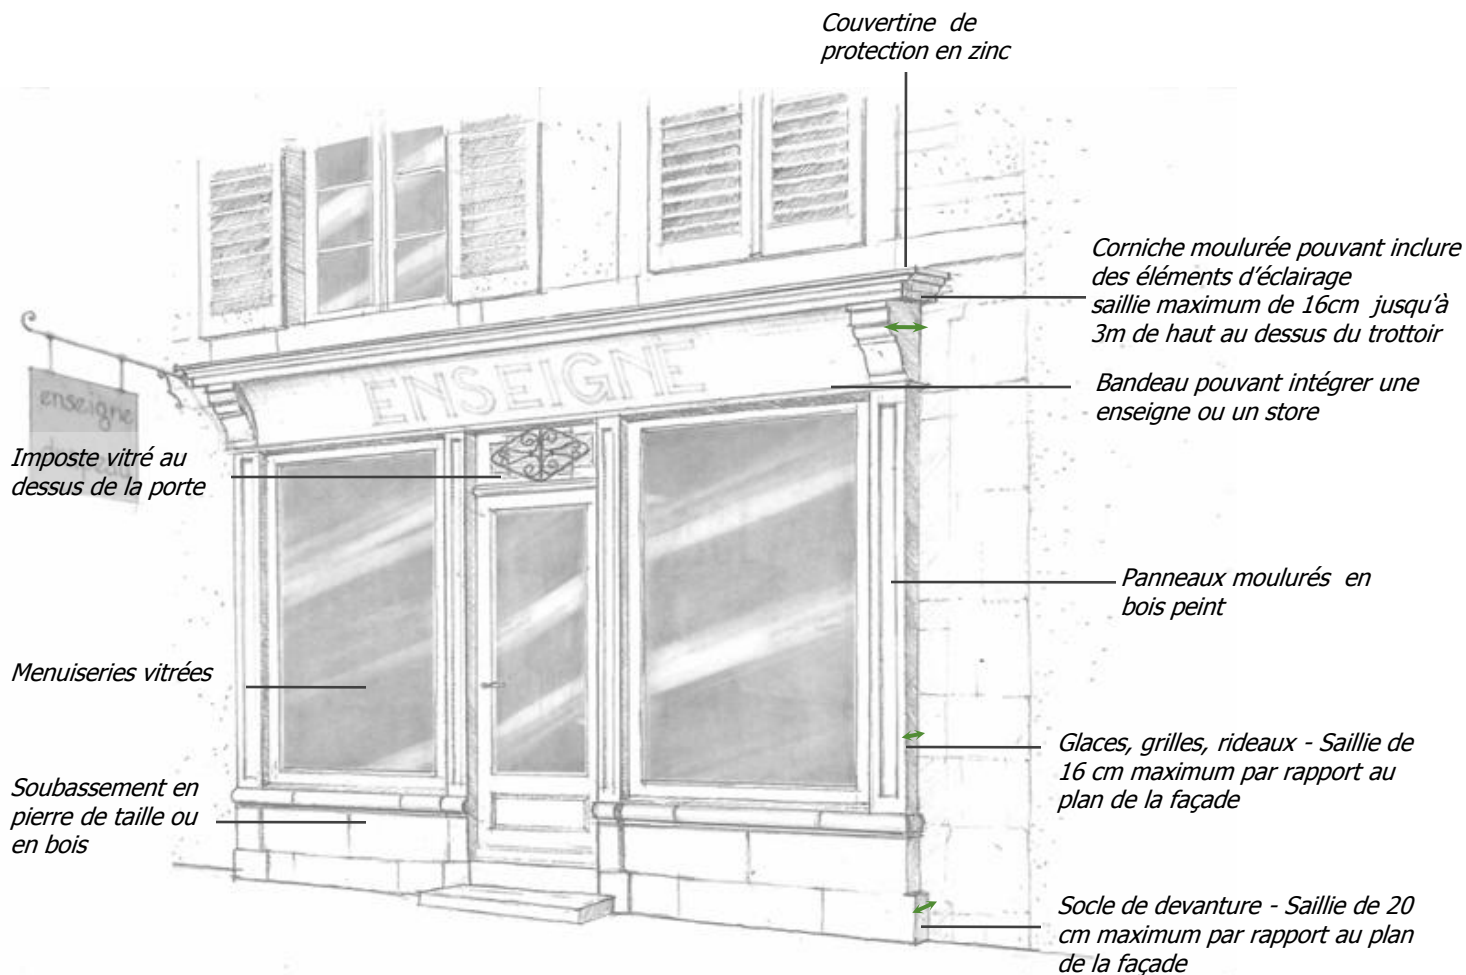 Couvertine de
protection en zinc
Corniche moulurée pouvant inclure
des éléments d’éclairage
saillie maximum de 16cm jusqu’à
3m de haut au dessus du trottoir
ENSEIGNE
Bandeau pouvant intégrer une
enseigne ou un store
enseigne
Imposte vitré au
dessus de la porte
Panneaux moulurés en
bois peint
Menuiseries vitrées
Glaces, grilles, rideaux - Saillie de
16 cm maximum par rapport au
plan de la façade
Soubassement en
pierre de taille ou
en bois
Socle de devanture - Saillie de 20
cm maximum par rapport au plan
de la façade